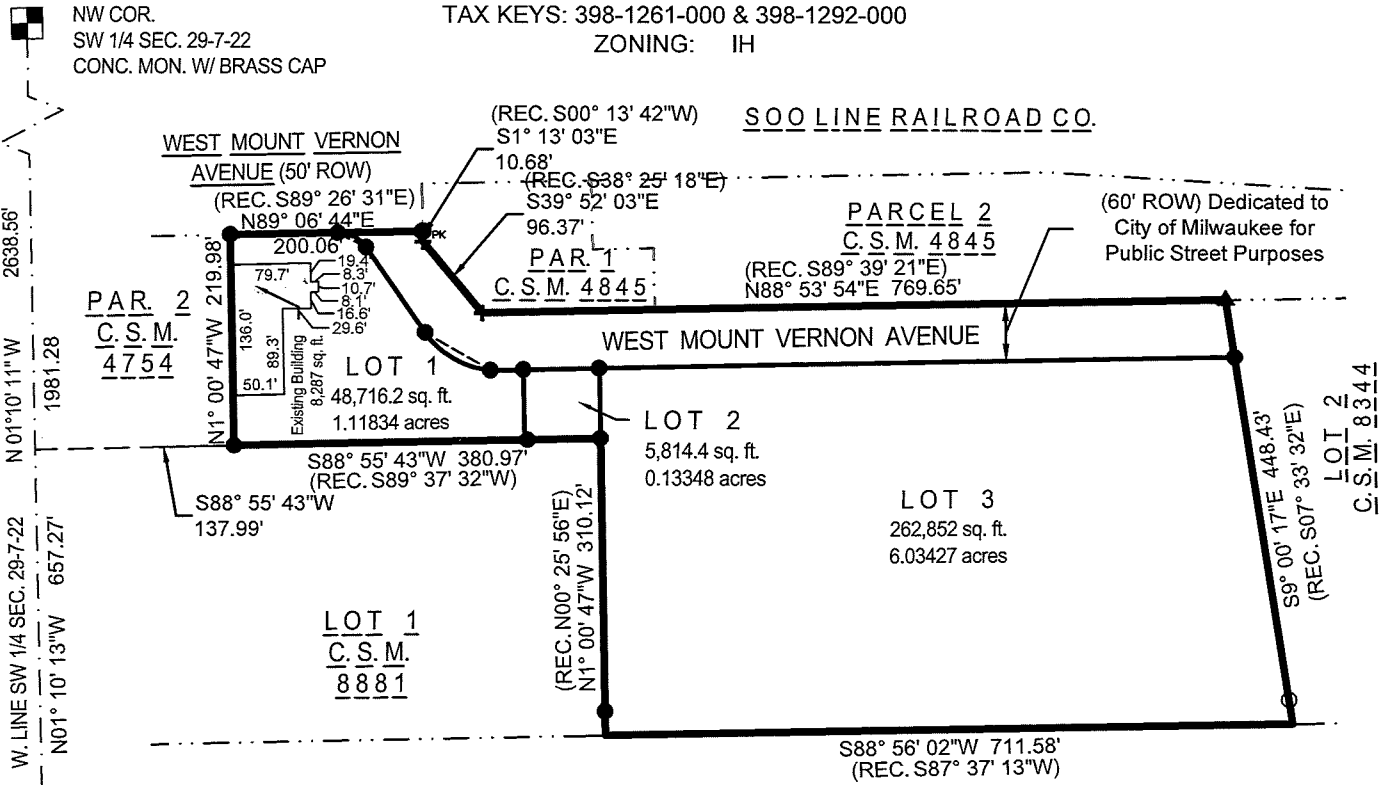 NW COR.
SW 1/4 SEC. 29-7-22
CONC. MON. W/ BRASS CAP
TAX KEYS: 398-1261-000 & 398-1292-000
ZONING: IH
SOO LINE RAILROAD CO.
WEST MOUNT VERNON
AVENUE (50' ROW)
(REC. S89° 26' 31"E)
N89° 06' 44"E
200.06'
(REC. S00° 13' 42"W)
S1° 13' 03"E
10.68'
(REC. S38° 25' 18"E)
S39° 52' 03"E
96.37'
PK
PAR. 1
C.S.M. 4845
PARCEL 2
C.S.M. 4845
(REC. S89° 39' 21"E)
N88° 53' 54"E 769.65'
(60' ROW) Dedicated to
City of Milwaukee for
Public Street Purposes
WEST MOUNT VERNON AVENUE
2638.56'
N 01°10' 11" W
1981.28
PAR. 2
C.S.M.
4754
N1° 00' 47"W 219.98'
79.7'
19.4'
8.3'
10.7'
8.1'
16.6'
29.6'
136.0'
89.3'
50.1'
Existing Building
8,287 sq. ft.
LOT 1
48,716.2 sq. ft.
1.11834 acres
LOT 2
5,814.4 sq. ft.
0.13348 acres
LOT 3
262,852 sq. ft.
6.03427 acres
S88° 55' 43"W 380.97'
(REC. S89° 37' 32"W)
S88° 55' 43"W
137.99'
(REC. N00° 25' 56"E)
N1° 00' 47"W 310.12'
S9° 00' 17"E 448.43'
(REC. S07° 33' 32"E)
LOT 2
C.S.M. 8344
W. LINE SW 1/4 SEC. 29-7-22
N01° 10' 13"W 657.27'
LOT 1
C.S.M.
8881
S88° 56' 02"W 711.58'
(REC. S87° 37' 13"W)